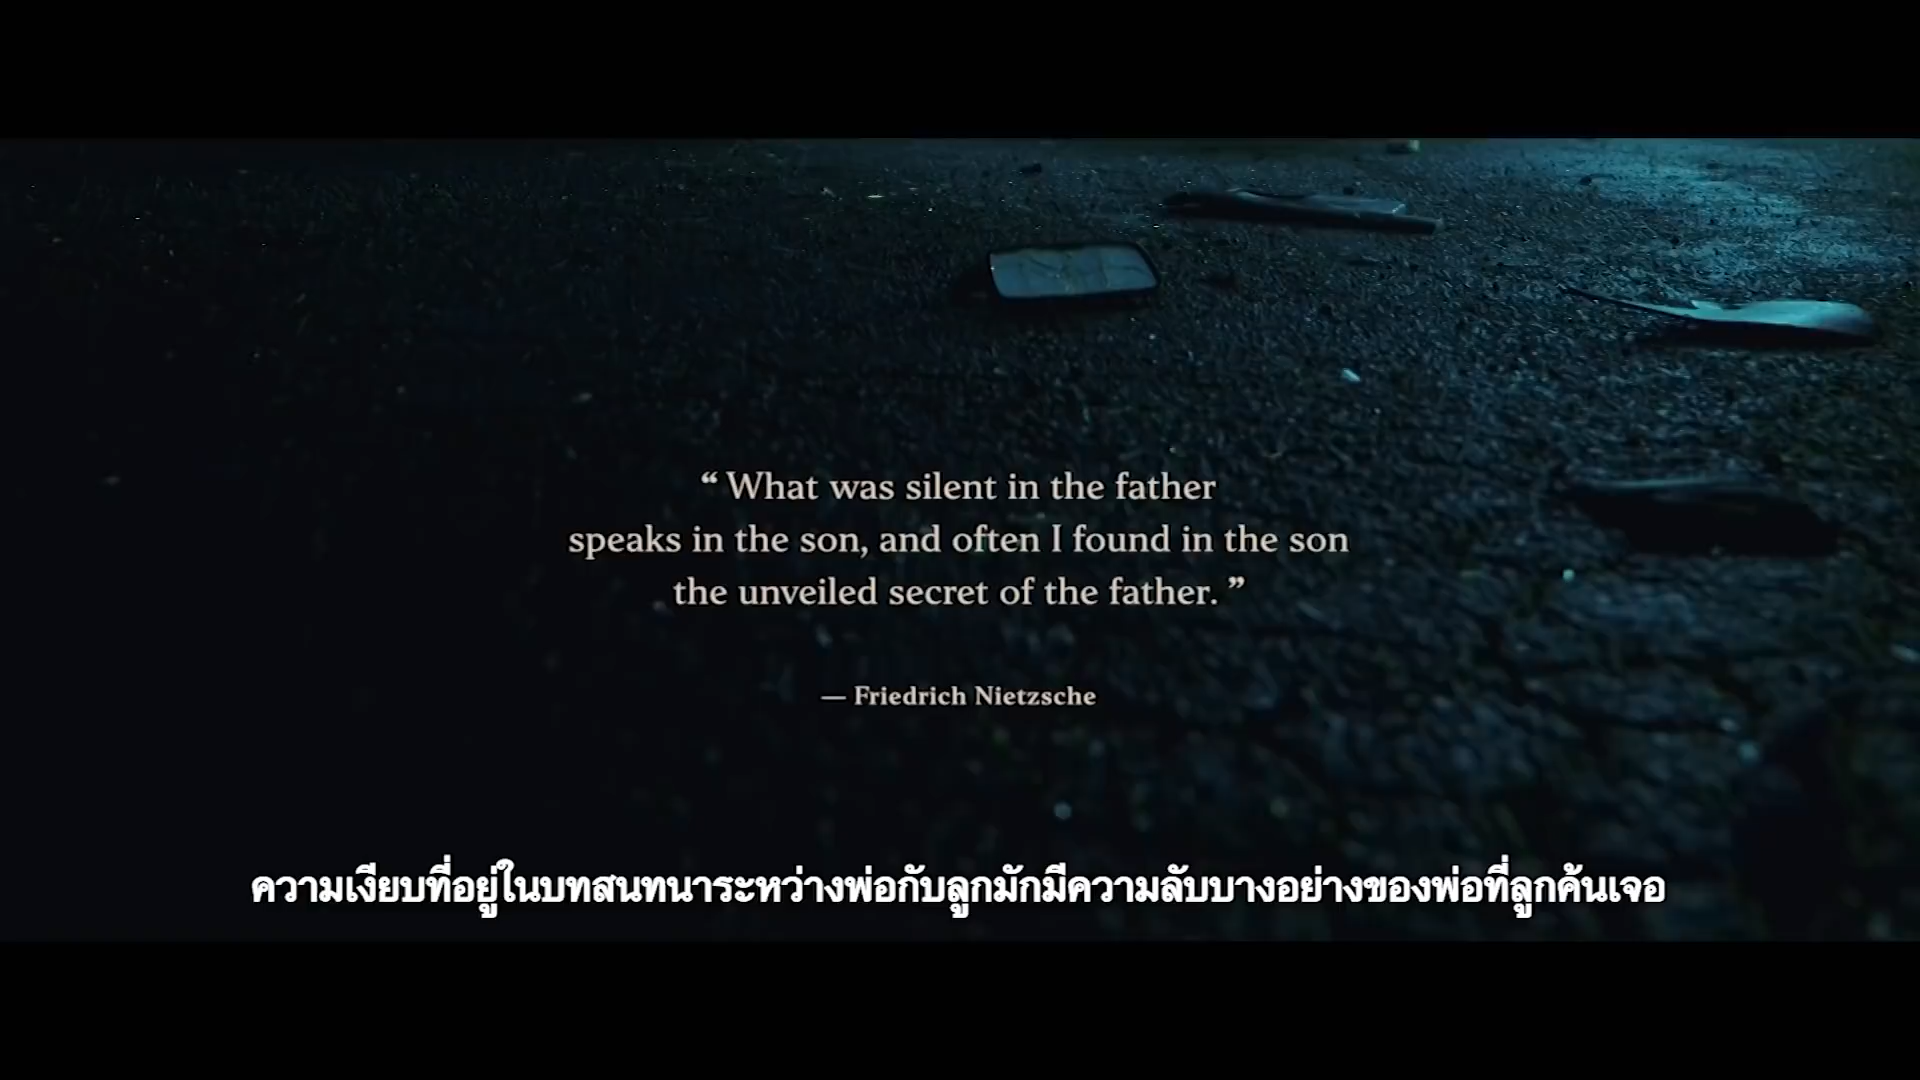 “ What was silent in the father
speaks in the son, and often I found in the son
the unveiled secret of the father. ”
— Friedrich Nietzsche
ความเงียบที่อยู่ในบทสนทนาระหว่างพ่อกับลูกมักมีความลับบางอย่างของพ่อที่ลูกค้นเจอ